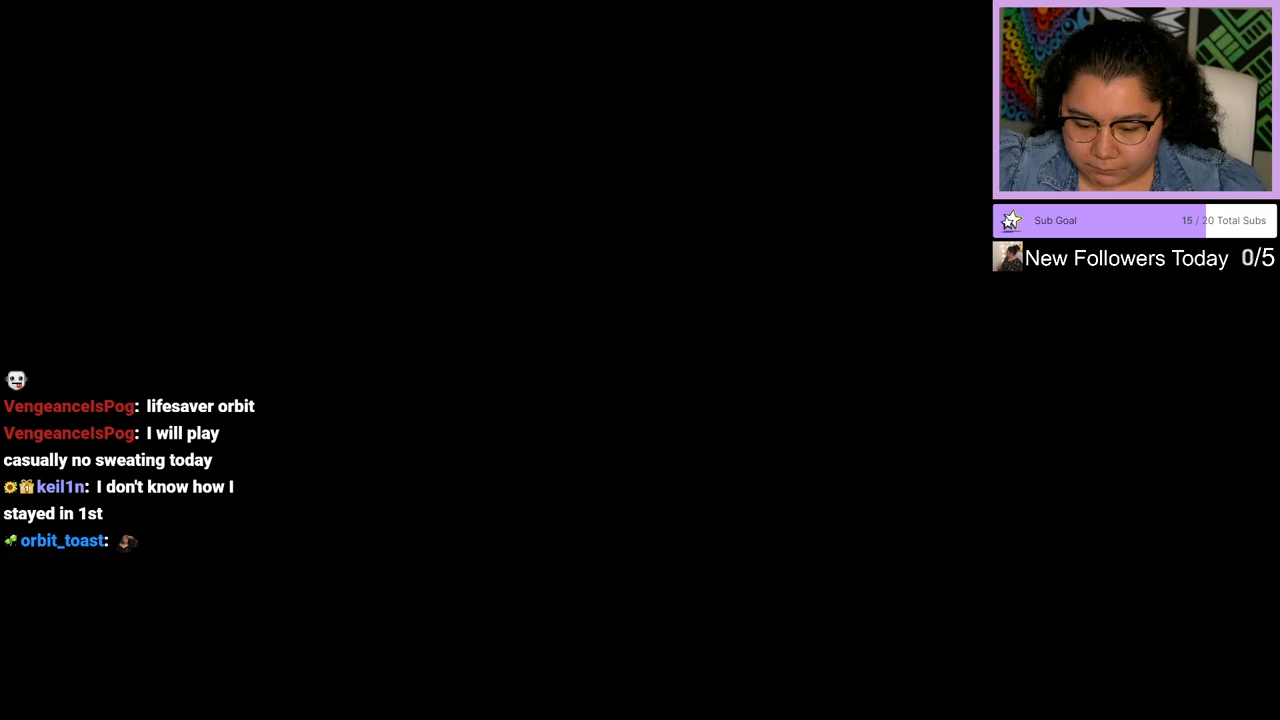 Sub Goal 15 / 20 Total Subs
New Followers Today 0/5
VengeanceIsPog: lifesaver orbit
VengeanceIsPog: I will play
casually no sweating today
keil1n: I don't know how I
stayed in 1st
orbit_toast: